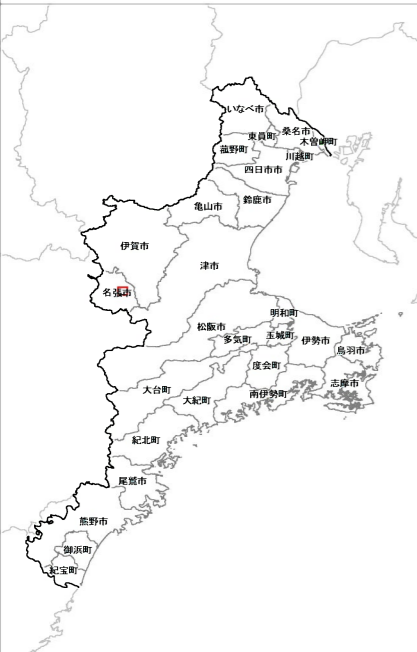 いなべ市
東員町
桑名市
木曽岬町
菰野町
川越町
四日市市
亀山市
鈴鹿市
伊賀市
津市
名張市
明和町
松阪市
玉城町
多気町
伊勢市
鳥羽市
度会町
志摩市
大台町
南伊勢町
大紀町
紀北町
尾鷲市
熊野市
御浜町
紀宝町